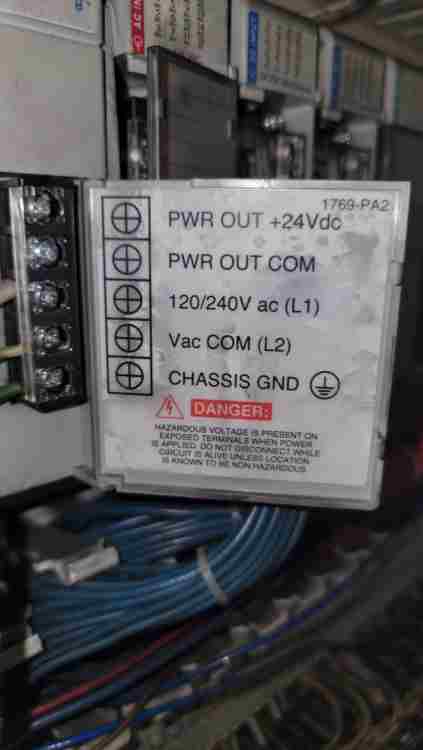 1769-PA2
PWR OUT +24Vdc
PWR OUT COM
120/240V ac (L1)
Vac COM (L2)
CHASSIS GND
DANGER:
HAZARDOUS VOLTAGE IS PRESENT ON
EXPOSED TERMINALS WHEN POWER
IS APPLIED. DO NOT DISCONNECT WHILE
CIRCUIT IS ALIVE UNLESS LOCATION
IS KNOWN TO BE NON HAZARDOUS